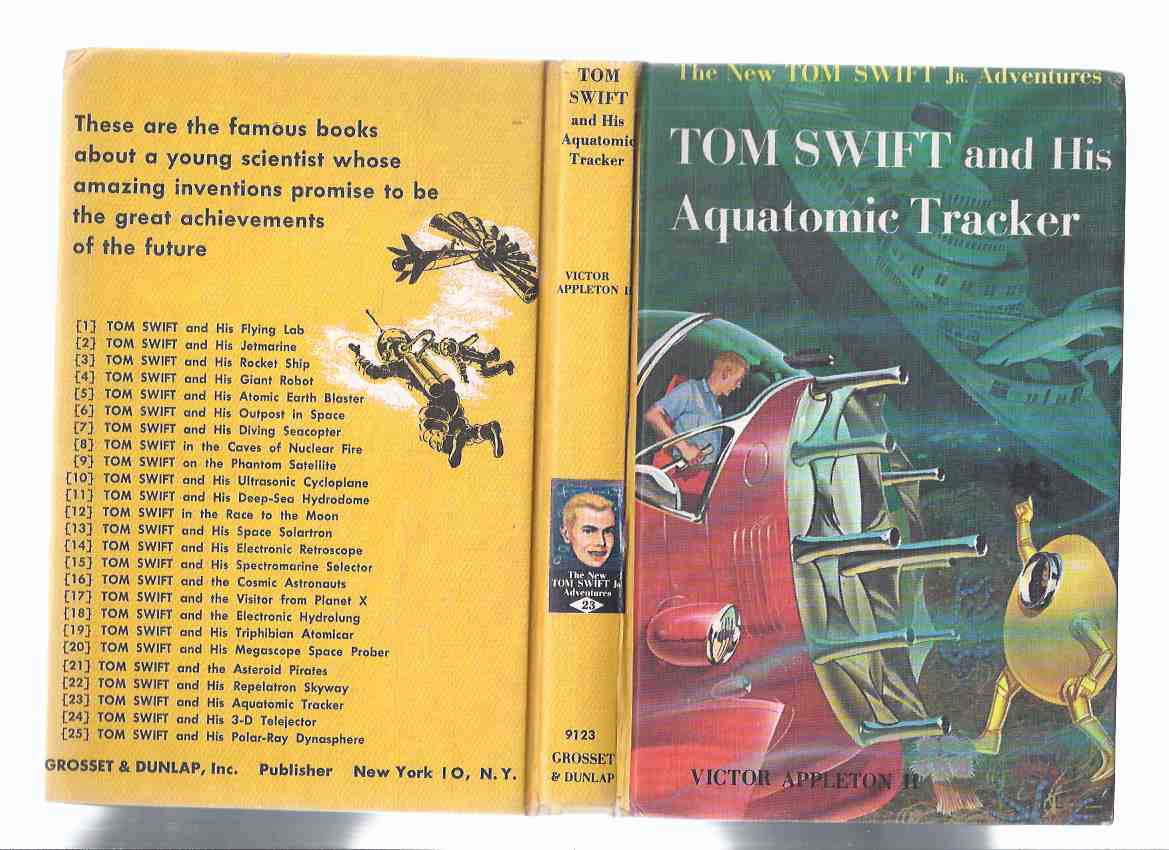 These are the famous books
about a young scientist whose
amazing inventions promise to be
the great achievements
of the future
[1] TOM SWIFT and His Flying Lab
[2] TOM SWIFT and His Jetmarine
[3] TOM SWIFT and His Rocket Ship
[4] TOM SWIFT and His Giant Robot
[5] TOM SWIFT and His Atomic Earth Blaster
[6] TOM SWIFT and His Outpost in Space
[7] TOM SWIFT and His Diving Seacopter
[8] TOM SWIFT in the Caves of Nuclear Fire
[9] TOM SWIFT on the Phantom Satellite
[10] TOM SWIFT and His Ultrasonic Cycloplane
[11] TOM SWIFT and His Deep-Sea Hydrodome
[12] TOM SWIFT in the Race to the Moon
[13] TOM SWIFT and His Space Solartron
[14] TOM SWIFT and His Electronic Retroscope
[15] TOM SWIFT and His Spectromarine Selector
[16] TOM SWIFT and the Cosmic Astronauts
[17] TOM SWIFT and the Visitor from Planet X
[18] TOM SWIFT and the Electronic Hydrolung
[19] TOM SWIFT and His Triphibian Atomicar
[20] TOM SWIFT and His Megascope Space Prober
[21] TOM SWIFT and the Asteroid Pirates
[22] TOM SWIFT and His Repelatron Skyway
[23] TOM SWIFT and His Aquatomic Tracker
[24] TOM SWIFT and His 3-D Telejector
[25] TOM SWIFT and His Polar-Ray Dynasphere
GROSSET & DUNLAP, Inc. Publisher New York 10, N.Y.
TOM
SWIFT
and His
Aquatomic
Tracker
VICTOR
APPLETON II
The New
TOM SWIFT Jr.
Adventures
23
9123
GROSSET
& DUNLAP
The New TOM SWIFT JR. Adventures
TOM SWIFT and His
Aquatomic Tracker
VICTOR APPLETON II